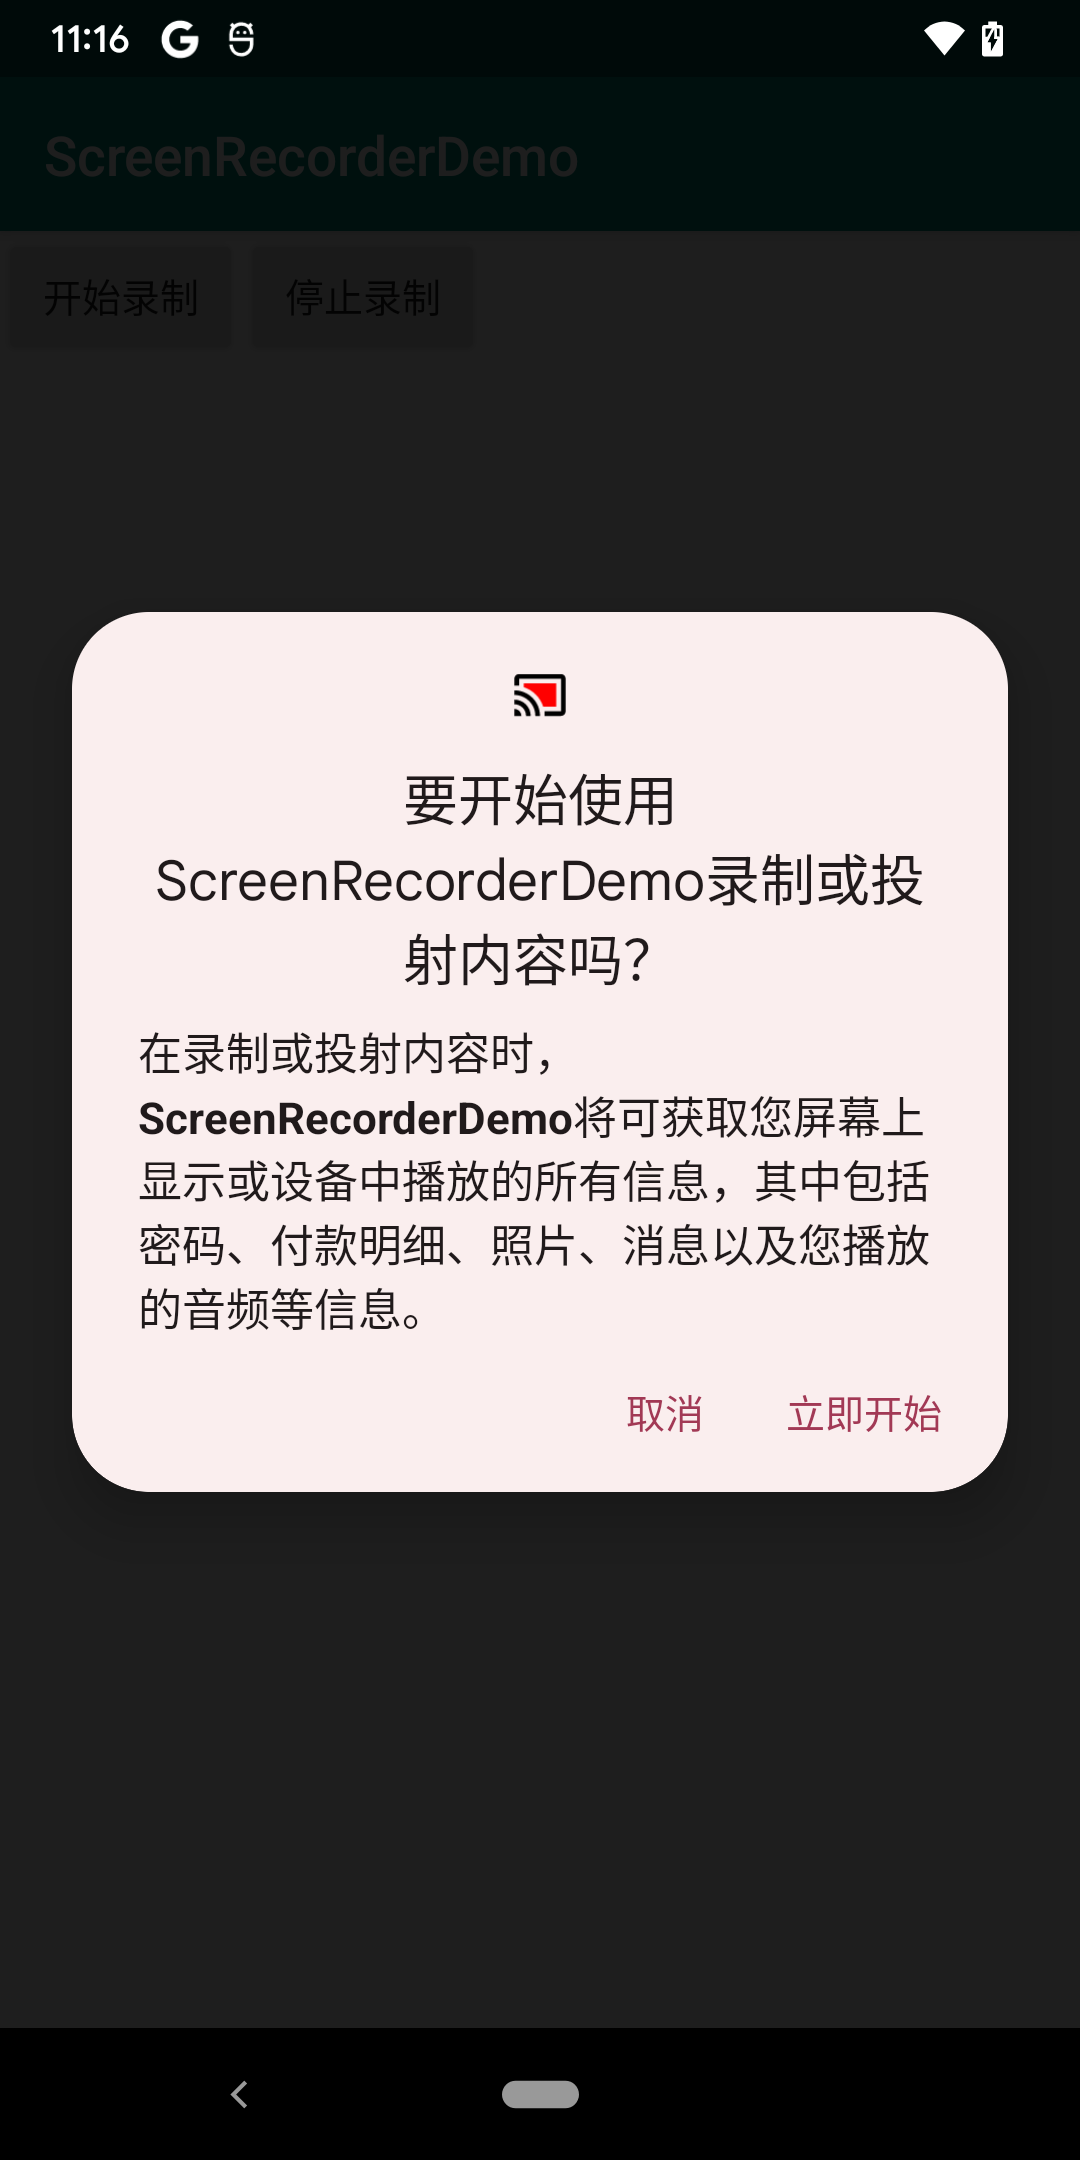 11:16
ScreenRecorderDemo
开始录制 停止录制
要开始使用
ScreenRecorderDemo录制或投
射内容吗？
在录制或投射内容时，
ScreenRecorderDemo将可获取您屏幕上
显示或设备中播放的所有信息，其中包括
密码、付款明细、照片、消息以及您播放
的音频等信息。
取消 立即开始